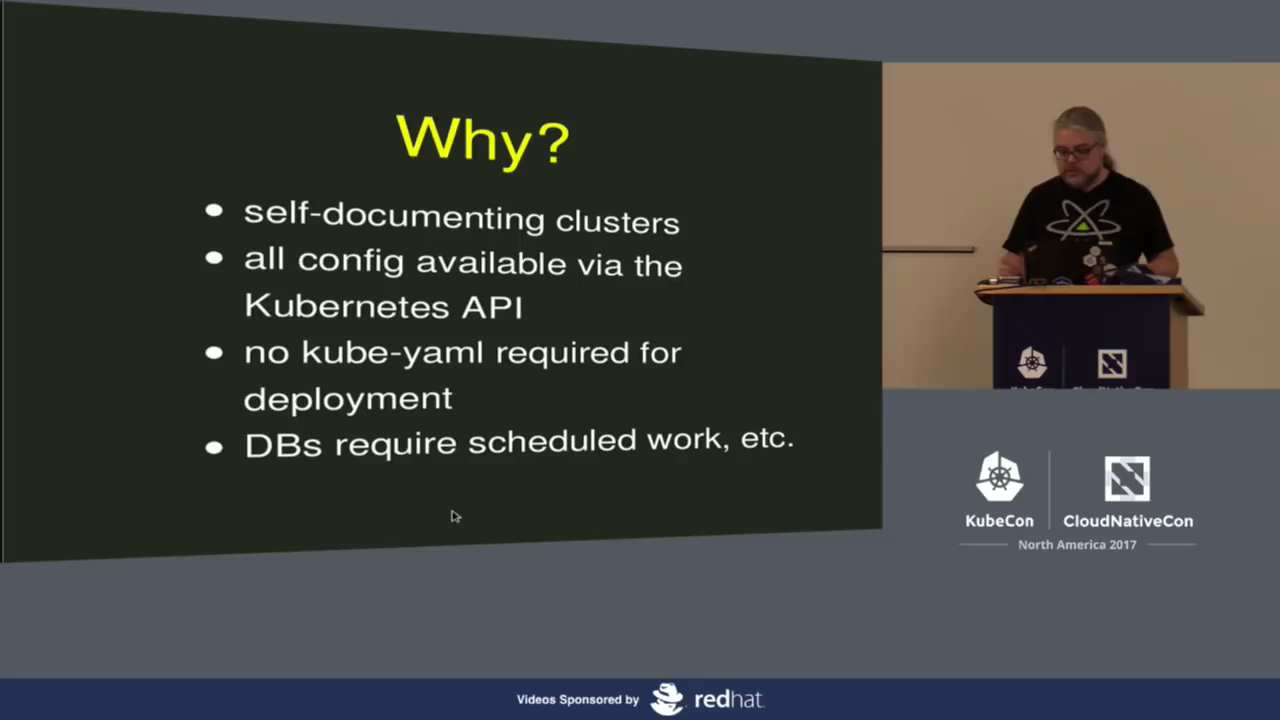 Why?
self-documenting clusters
all config available via the
Kubernetes API
no kube-yaml required for
deployment
DBs require scheduled work, etc.
KubeCon
CloudNativeCon
North America 2017
Videos Sponsored by
redhat